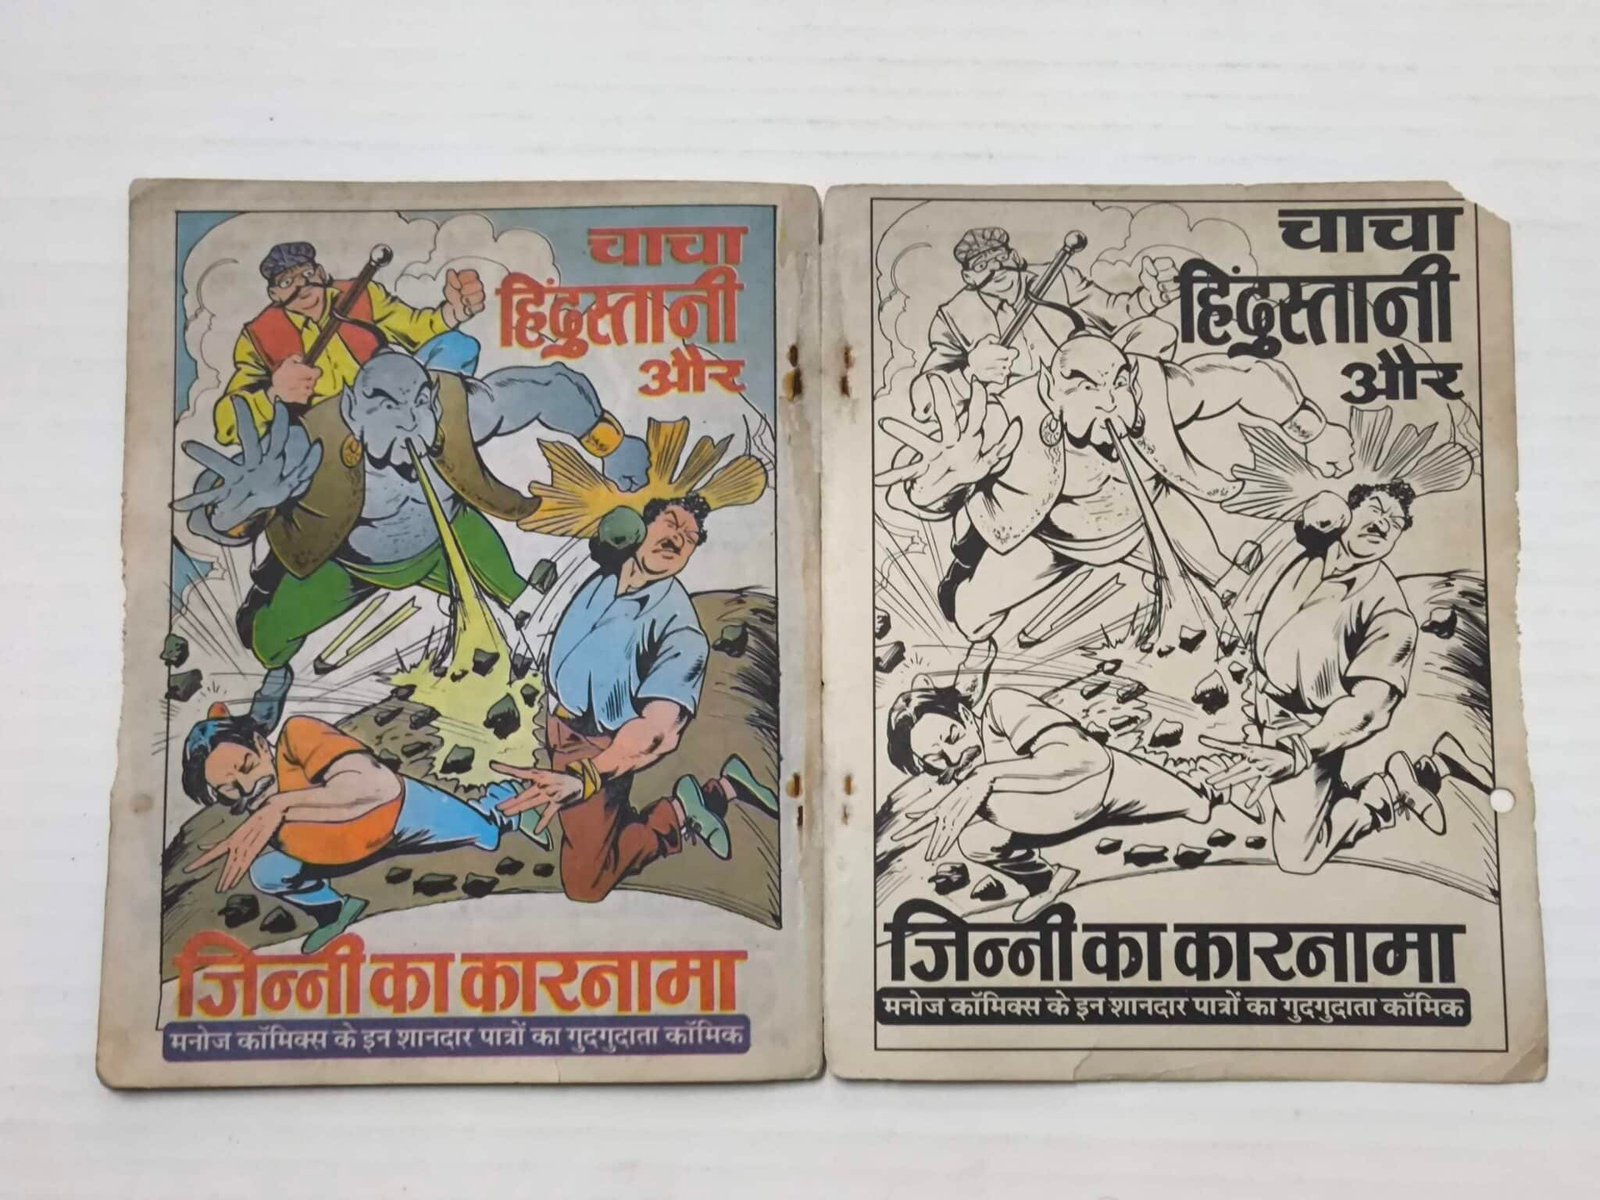 चाचा
हिंदुस्तानी
और
जिन्नी का कारनामा
मनोज कॉमिक्स के इन शानदार पात्रों का गुदगुदाता कॉमिक
चाचा
हिंदुस्तानी
और
जिन्नी का कारनामा
मनोज कॉमिक्स के इन शानदार पात्रों का गुदगुदाता कॉमिक